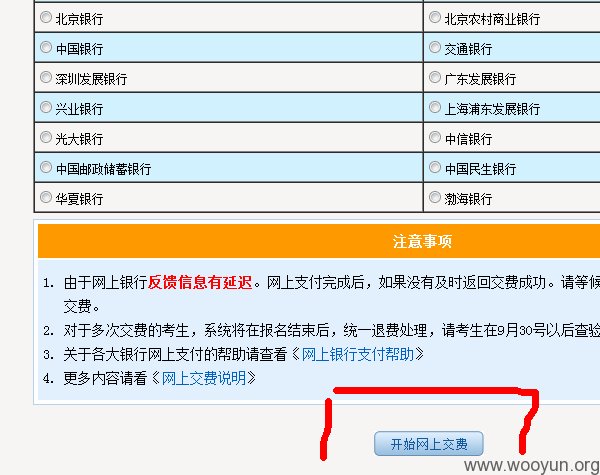 北京银行 北京农村商业银行
中国银行 交通银行
深圳发展银行 广东发展银行
兴业银行 上海浦东发展银行
光大银行 中信银行
中国邮政储蓄银行 中国民生银行
华夏银行 渤海银行
注意事项
1. 由于网上银行反馈信息有延迟。网上支付完成后，如果没有及时返回交费成功。请等候
交费。
2. 对于多次交费的考生，系统将在报名结束后，统一退费处理，请考生在9月30号以后查验
3. 关于各大银行网上支付的帮助请查看《网上银行支付帮助》
4. 更多内容请看《网上交费说明》
开始网上交费
www.wooyun.org